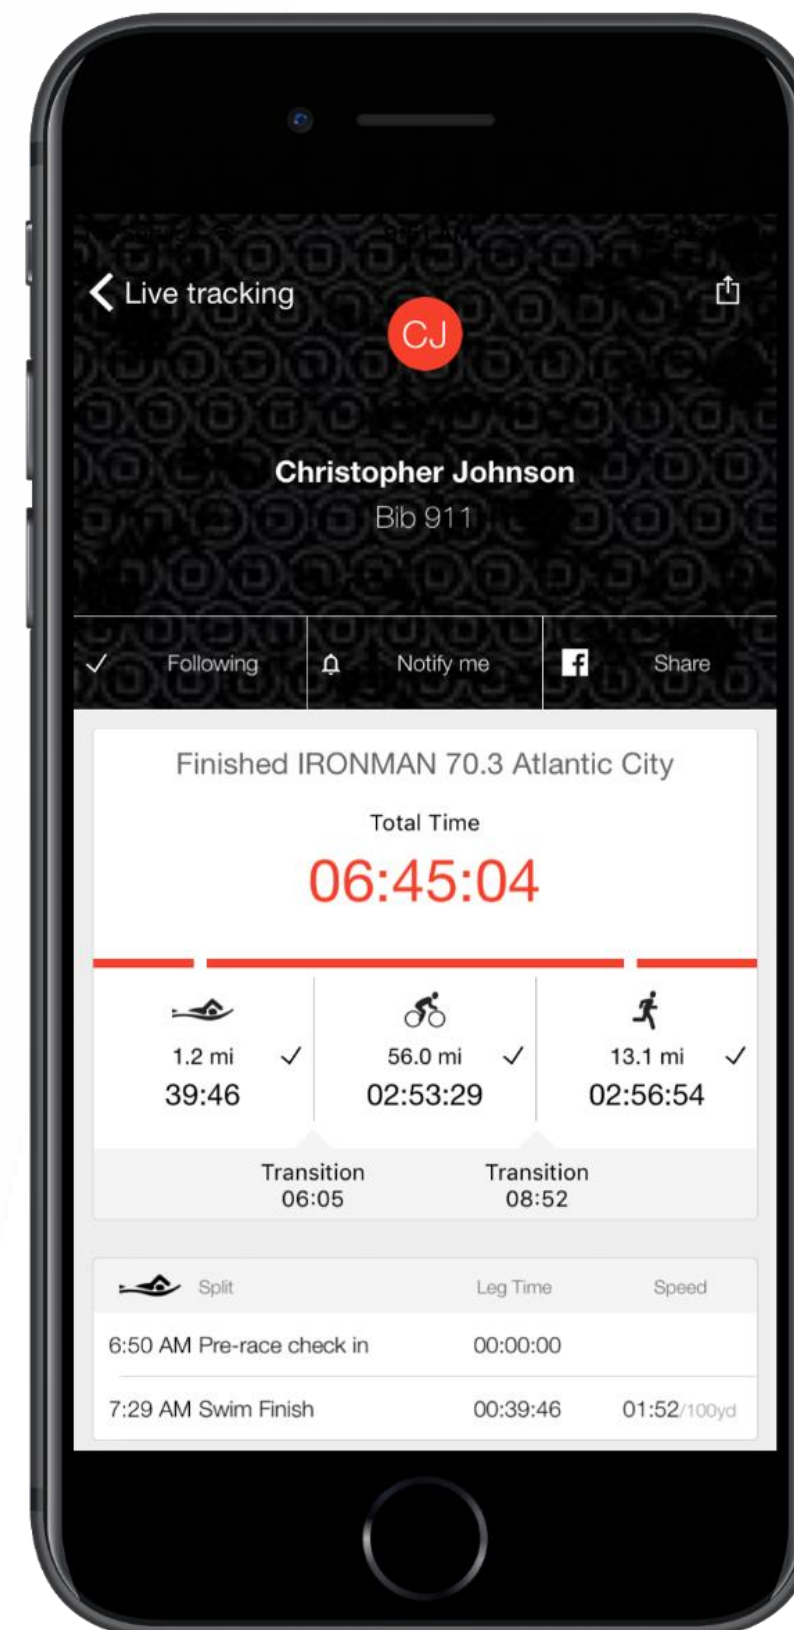 Live tracking
CJ
Christopher Johnson
Bib 911
Following Notify me f Share
Finished IRONMAN 70.3 Atlantic City
Total Time
06:45:04
1.2 mi 56.0 mi 13.1 mi
39:46 02:53:29 02:56:54
Transition Transition
06:05 08:52
Split Leg Time Speed
6:50 AM Pre-race check in 00:00:00
7:29 AM Swim Finish 00:39:46 01:52/100yd